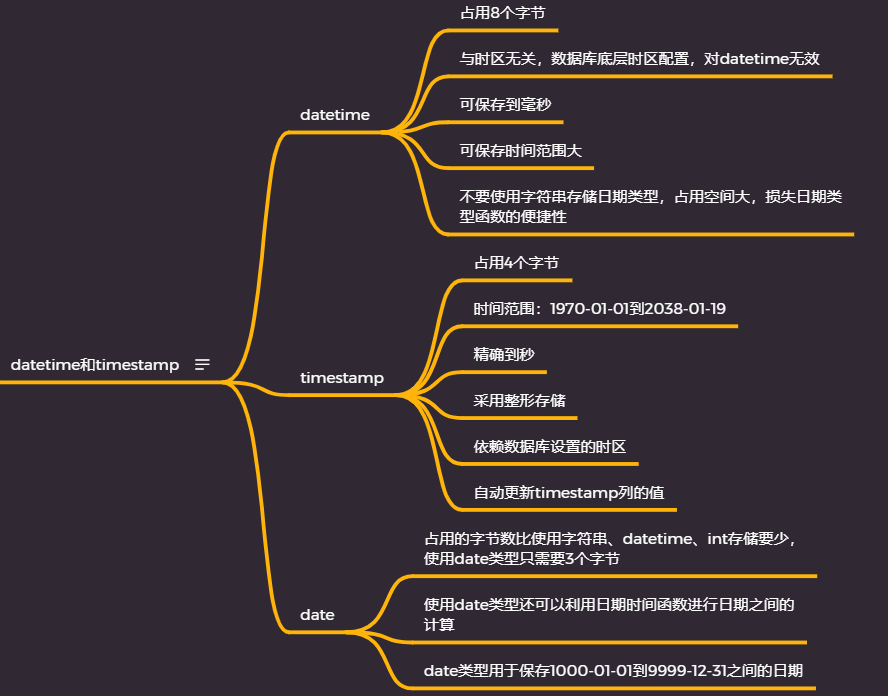 datetime和timestamp
datetime
占用8个字节
与时区无关，数据库底层时区配置，对datetime无效
可保存到毫秒
可保存时间范围大
不要使用字符串存储日期类型，占用空间大，损失日期类
型函数的便捷性
timestamp
占用4个字节
时间范围：1970-01-01到2038-01-19
精确到秒
采用整形存储
依赖数据库设置的时区
自动更新timestamp列的值
date
占用的字节数比使用字符串、datetime、int存储要少，
使用date类型只需要3个字节
使用date类型还可以利用日期时间函数进行日期之间的
计算
date类型用于保存1000-01-01到9999-12-31之间的日期